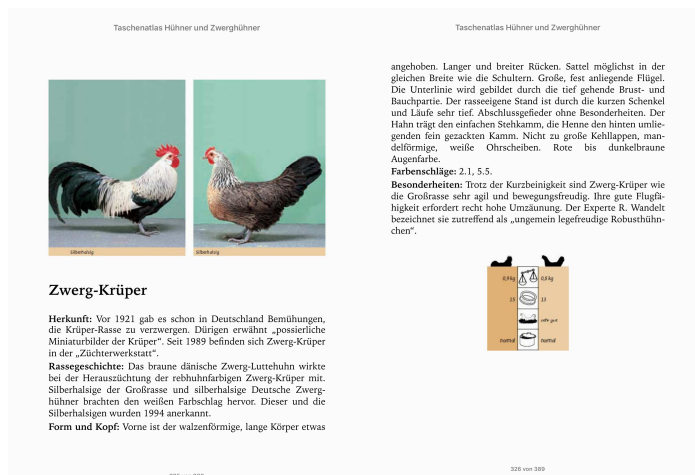 Taschenatlas Hühner und Zwerghühner
Silberhalsig
Silberhalsig
Zwerg-Krüper
Herkunft: Vor 1921 gab es schon in Deutschland Bemühungen,
die Krüper-Rasse zu verzwergen. Dürigen erwähnt „possierliche
Miniaturbilder der Krüper“. Seit 1989 befinden sich Zwerg-Krüper
in der „Züchterwerkstatt“.
Rassegeschichte: Das braune dänische Zwerg-Luttehuhn wirkte
bei der Herauszüchtung der rebhuhnfarbigen Zwerg-Krüper mit.
Silberhalsige der Großrasse und silberhalsige Deutsche Zwerg-
hühner brachten den weißen Farbschlag hervor. Dieser und die
Silberhalsigen wurden 1994 anerkannt.
Form und Kopf: Vorne ist der walzenförmige, lange Körper etwas
Taschenatlas Hühner und Zwerghühner
angehoben. Langer und breiter Rücken. Sattel möglichst in der
gleichen Breite wie die Schultern. Große, fest anliegende Flügel.
Die Unterlinie wird gebildet durch die tief gehende Brust- und
Bauchpartie. Der rasseeigene Stand ist durch die kurzen Schenkel
und Läufe sehr tief. Abschlussgefieder ohne Besonderheiten. Der
Hahn trägt den einfachen Stehkamm, die Henne den hinten umlie-
genden fein gezackten Kamm. Nicht zu große Kehllappen, man-
delförmige, weiße Ohrscheiben. Rote bis dunkelbraune
Augenfarbe.
Farbenschläge: 2.1, 5.5.
Besonderheiten: Trotz der Kurzbeinigkeit sind Zwerg-Krüper wie
die Großrasse sehr agil und bewegungsfreudig. Ihre gute Flugfä-
higkeit erfordert recht hohe Umzäunung. Der Experte R. Wandelt
bezeichnet sie zutreffend als „ungemein legefreudige Robusthühn-
chen“.
0,9 kg 0,8 kg
15 13
sehr gut
normal normal
326 von 389